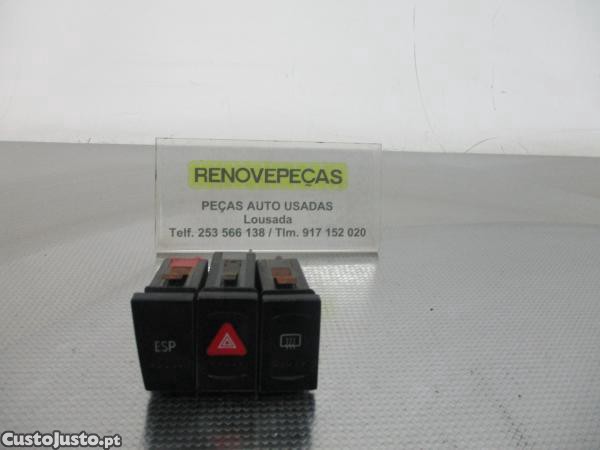 RENOVEPEÇAS
PEÇAS AUTO USADAS
Lousada
Telf. 253 566 138 / Tlm. 917 152 020
ESP
CustoJusto.pt